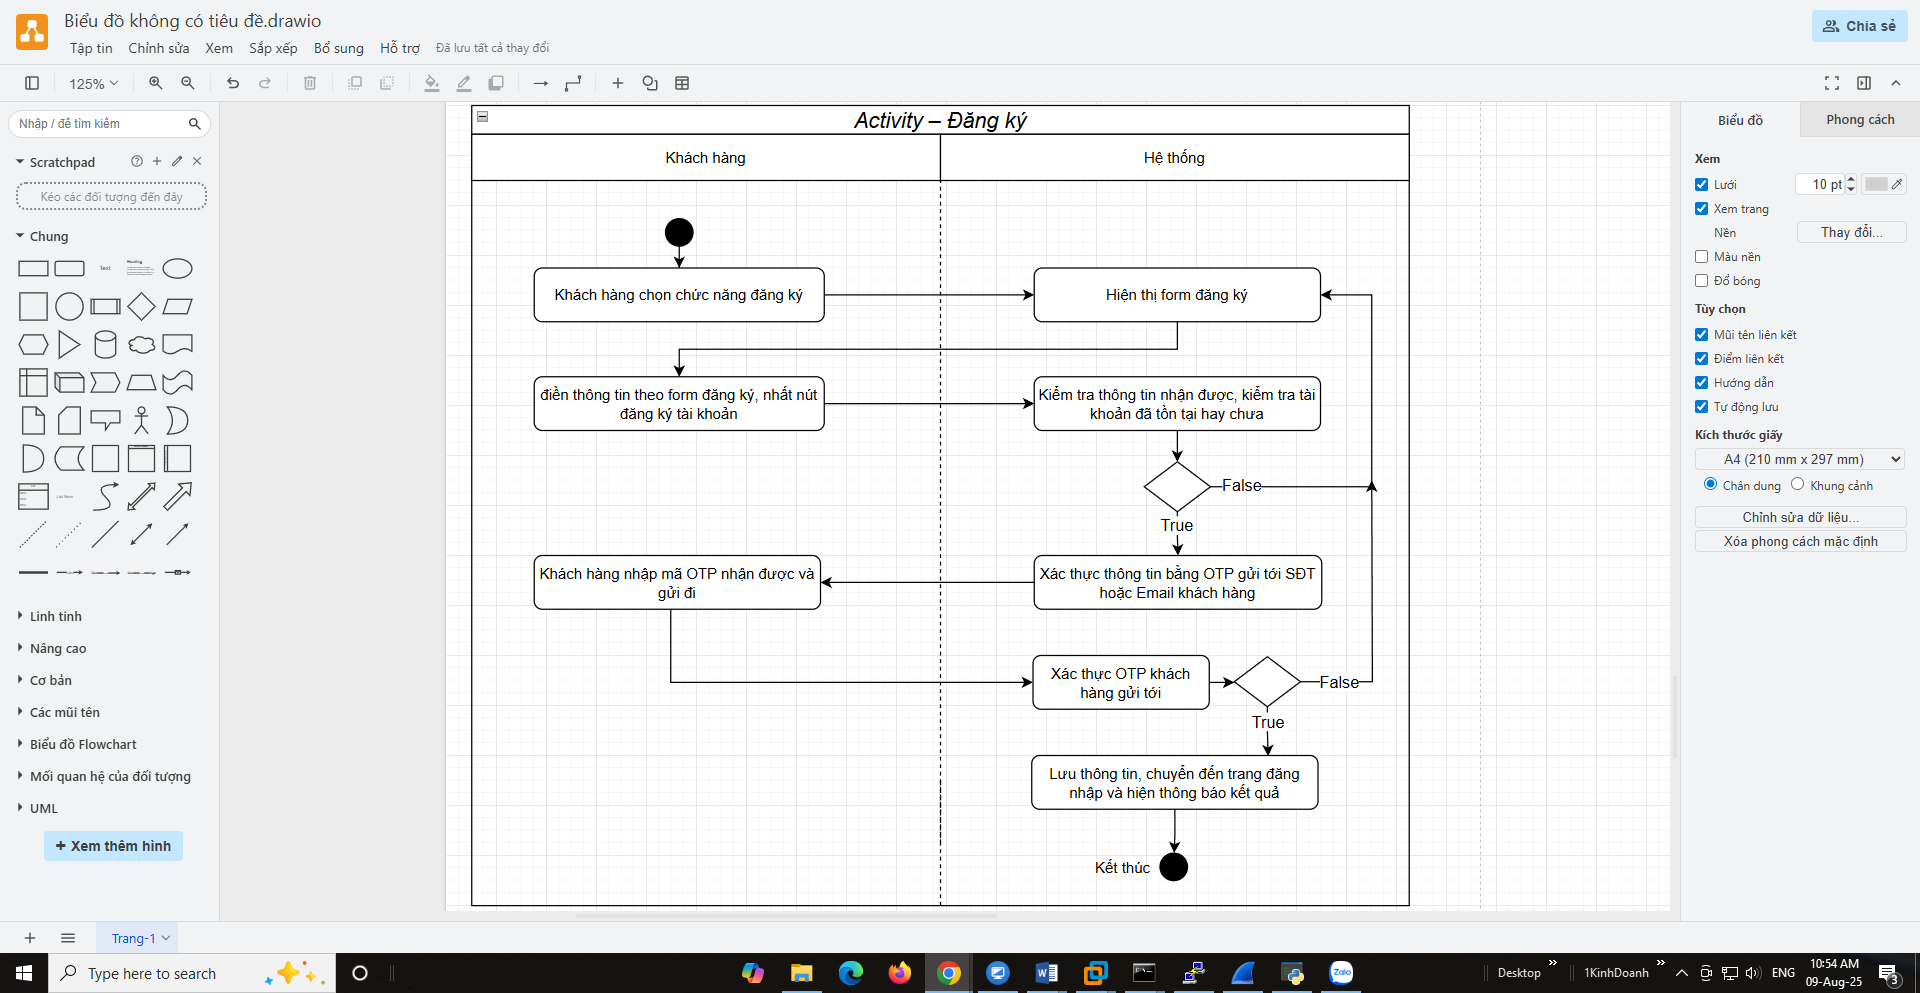 Biểu đồ không có tiêu đề.drawio
Tập tin Chỉnh sửa Xem Sắp xếp Bổ sung Hỗ trợ Đã lưu tất cả thay đổi
Chia sẻ
125%
Nhập / để tìm kiếm
Scratchpad
Kéo các đối tượng đến đây
Chung
Text
Heading
List Item
Linh tinh
Nâng cao
Cơ bản
Các mũi tên
Biểu đồ Flowchart
Mối quan hệ của đối tượng
UML
+ Xem thêm hình
Activity – Đăng ký
Khách hàng
Hệ thống
Khách hàng chọn chức năng đăng ký
Hiện thị form đăng ký
điền thông tin theo form đăng ký, nhất nút
đăng ký tài khoản
Kiểm tra thông tin nhận được, kiểm tra tài
khoản đã tồn tại hay chưa
False
True
Khách hàng nhập mã OTP nhận được và
gửi đi
Xác thực thông tin bằng OTP gửi tới SĐT
hoặc Email khách hàng
Xác thực OTP khách
hàng gửi tới
False
True
Lưu thông tin, chuyển đến trang đăng
nhập và hiện thông báo kết quả
Kết thúc
Biểu đồ
Phong cách
Xem
Lưới
10 pt
Xem trang
Nền
Thay đổi...
Màu nền
Đổ bóng
Tùy chọn
Mũi tên liên kết
Điểm liên kết
Hướng dẫn
Tự động lưu
Kích thước giấy
A4 (210 mm x 297 mm)
Chân dung
Khung cảnh
Chỉnh sửa dữ liệu...
Xóa phong cách mặc định
Trang-1
Type here to search
Zalo
Desktop
1KinhDoanh
ENG
10:54 AM
09-Aug-25
3